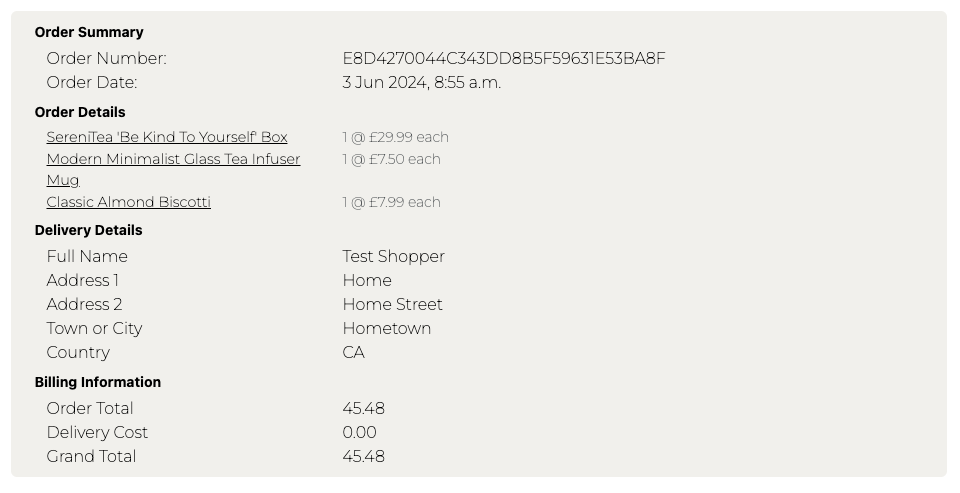 Order Summary
Order Number: E8D4270044C343DD8B5F59631E53BA8F
Order Date: 3 Jun 2024, 8:55 a.m.
Order Details
SereniTea 'Be Kind To Yourself' Box 1 @ £29.99 each
Modern Minimalist Glass Tea Infuser 1 @ £7.50 each
Mug
Classic Almond Biscotti 1 @ £7.99 each
Delivery Details
Full Name Test Shopper
Address 1 Home
Address 2 Home Street
Town or City Hometown
Country CA
Billing Information
Order Total 45.48
Delivery Cost 0.00
Grand Total 45.48